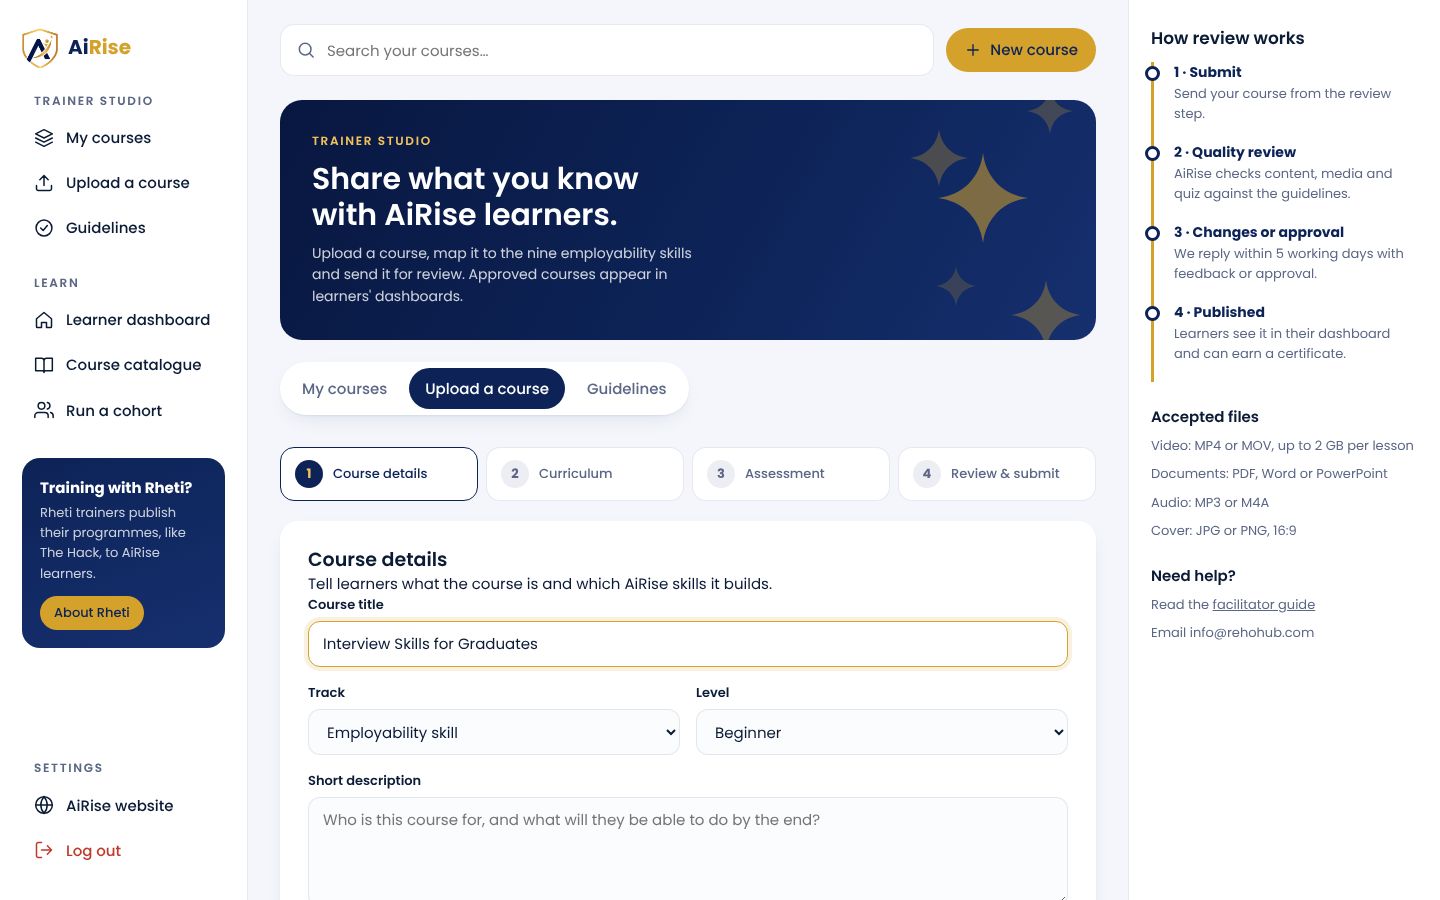 AiRise
TRAINER STUDIO
My courses
Upload a course
Guidelines
LEARN
Learner dashboard
Course catalogue
Run a cohort
Training with Rheti?
Rheti trainers publish
their programmes, like
The Hack, to AiRise
learners.
About Rheti
SETTINGS
AiRise website
Log out
Search your courses...
New course
TRAINER STUDIO
Share what you know
with AiRise learners.
Upload a course, map it to the nine employability skills
and send it for review. Approved courses appear in
learners' dashboards.
My courses
Upload a course
Guidelines
1 Course details
2 Curriculum
3 Assessment
4 Review & submit
Course details
Tell learners what the course is and which AiRise skills it builds.
Course title
Interview Skills for Graduates
Track
Level
Employability skill
Beginner
Short description
Who is this course for, and what will they be able to do by the end?
How review works
1 · Submit
Send your course from the review
step.
2 · Quality review
AiRise checks content, media and
quiz against the guidelines.
3 · Changes or approval
We reply within 5 working days with
feedback or approval.
4 · Published
Learners see it in their dashboard
and can earn a certificate.
Accepted files
Video: MP4 or MOV, up to 2 GB per lesson
Documents: PDF, Word or PowerPoint
Audio: MP3 or M4A
Cover: JPG or PNG, 16:9
Need help?
Read the facilitator guide
Email info@rehohub.com